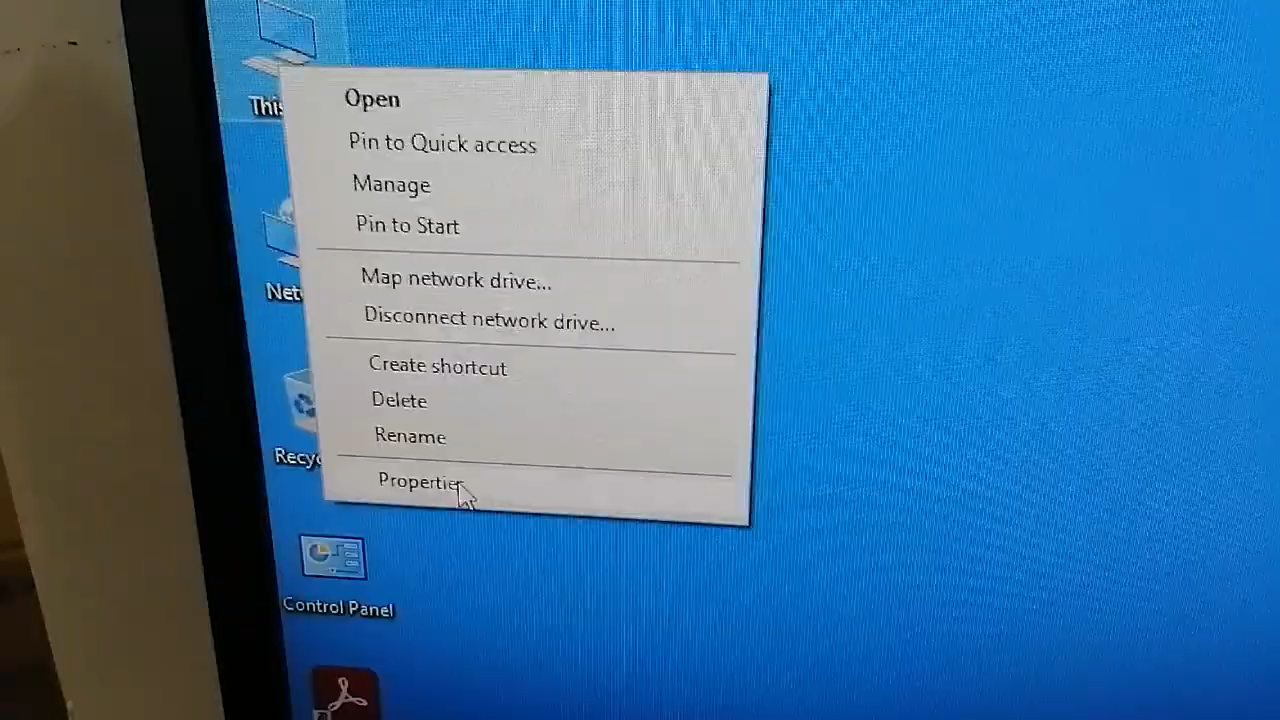 Open
This
Pin to Quick access
Manage
Pin to Start
Map network drive...
Net
Disconnect network drive...
Create shortcut
Delete
Rename
Recyc
Properties
Control Panel